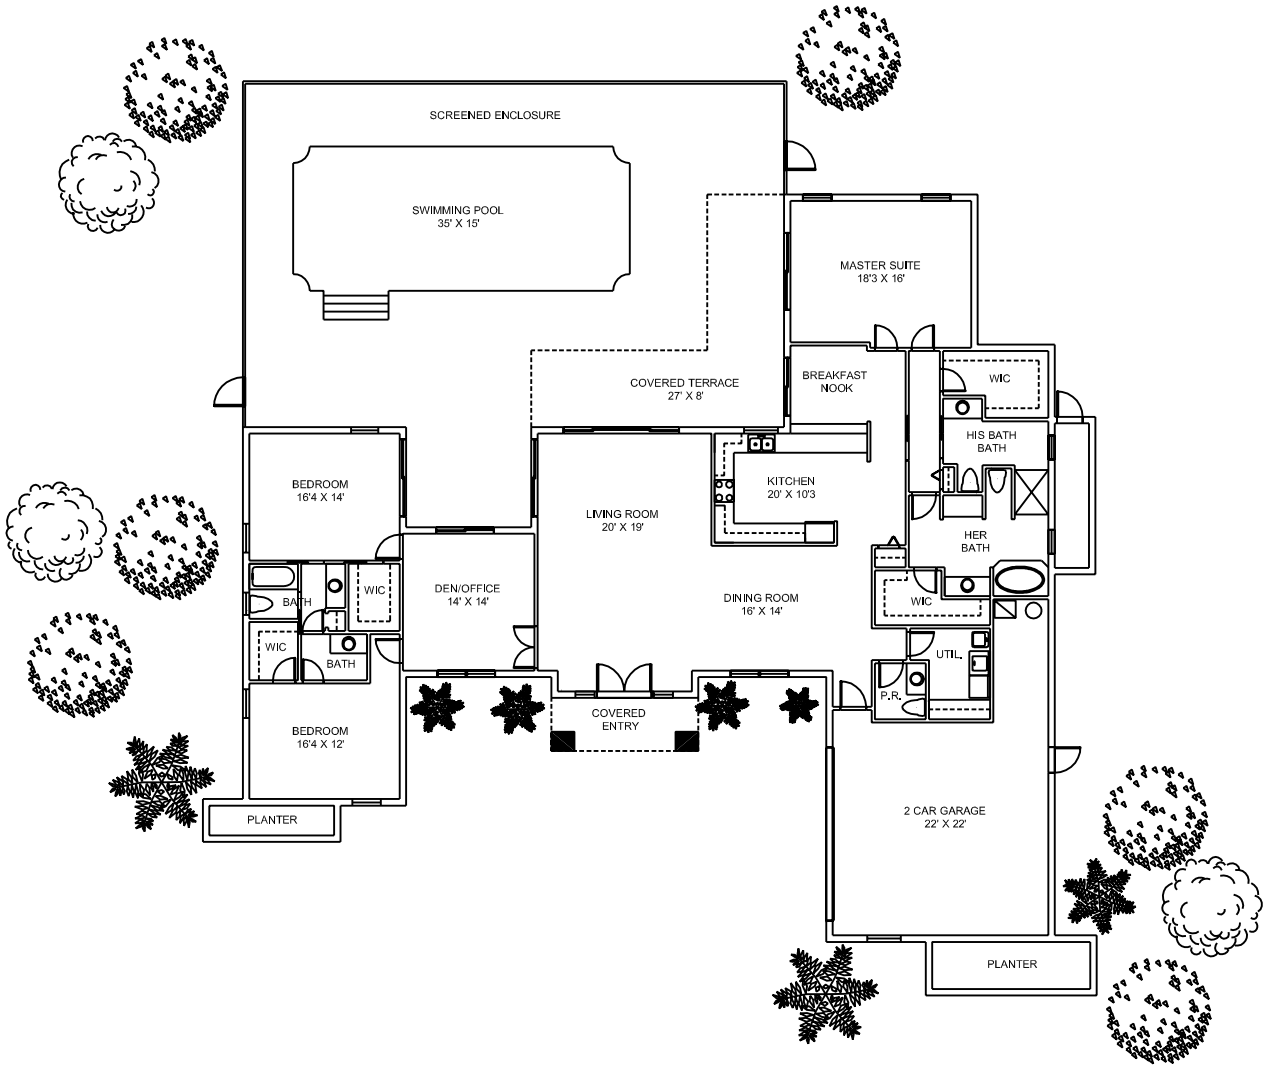 SCREENED ENCLOSURE
SWIMMING POOL
35' X 15'
MASTER SUITE
18'3 X 16'
COVERED TERRACE
27' X 8'
BREAKFAST
NOOK
WIC
HIS BATH
BATH
BEDROOM
16'4 X 14'
LIVING ROOM
20' X 19'
KITCHEN
20' X 10'3
HER
BATH
BATH
WIC
DEN/OFFICE
14' X 14'
DINING ROOM
16' X 14'
WIC
WIC
BATH
UTIL.
P.R.
BEDROOM
16'4 X 12'
COVERED
ENTRY
PLANTER
2 CAR GARAGE
22' X 22'
PLANTER